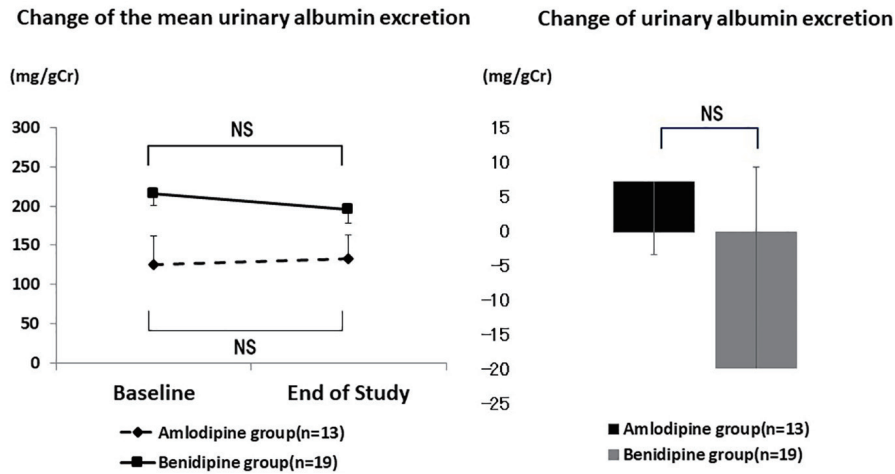 Change of the mean urinary albumin excretion
(mg/gCr)
300
250
200
150
100
50
0
NS
NS
Baseline End of Study
Amlodipine group(n=13)
Benidipine group(n=19)
Change of urinary albumin excretion
(mg/gCr)
15
10
5
0
−5
−10
−15
−20
−25
NS
Amlodipine group(n=13)
Benidipine group(n=19)